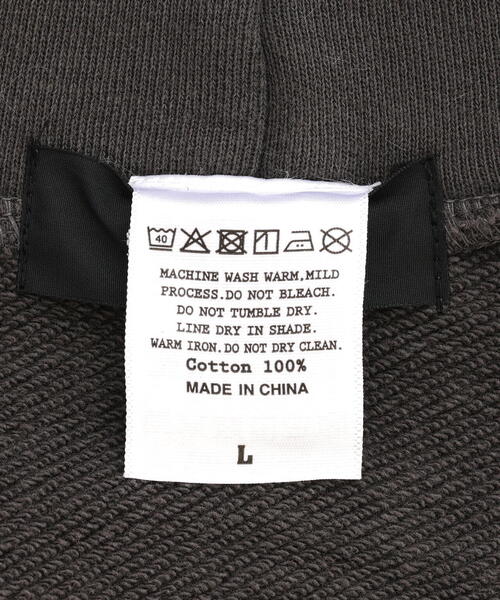 40
MACHINE WASH WARM,MILD
PROCESS.DO NOT BLEACH.
DO NOT TUMBLE DRY.
LINE DRY IN SHADE.
WARM IRON.DO NOT DRY CLEAN.
Cotton 100%
MADE IN CHINA
L